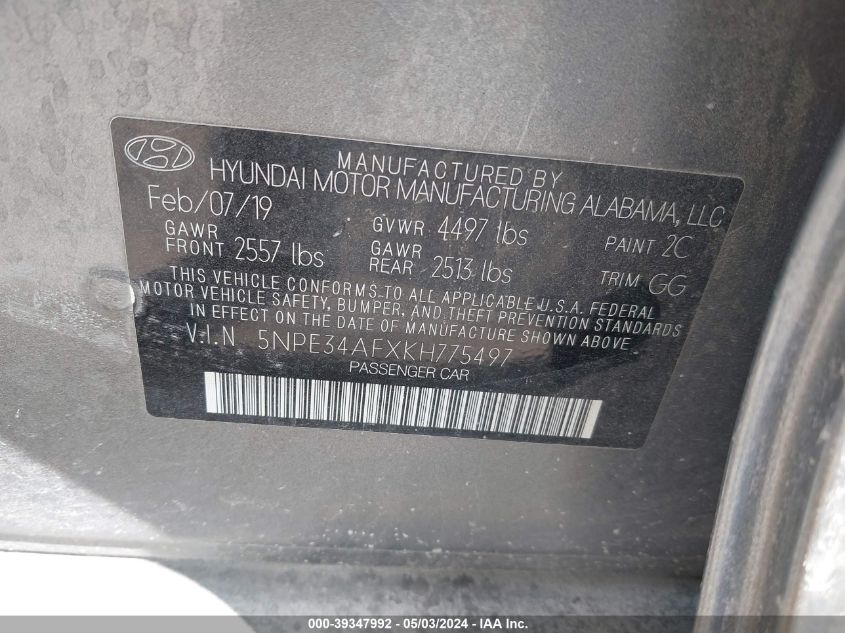 MANUFACTURED BY
HYUNDAI MOTOR MANUFACTURING ALABAMA, LLC
Feb/07/19 GVWR 4497 lbs PAINT 2C
GAWR FRONT 2557 lbs GAWR REAR 2513 lbs TRIM GG
THIS VEHICLE CONFORMS TO ALL APPLICABLE U.S.A. FEDERAL
MOTOR VEHICLE SAFETY, BUMPER, AND THEFT PREVENTION STANDARDS
IN EFFECT ON THE DATE OF MANUFACTURE SHOWN ABOVE.
V.I.N. 5NPE34AFXKH775497
PASSENGER CAR
000-39347992 - 05/03/2024 - IAA Inc.